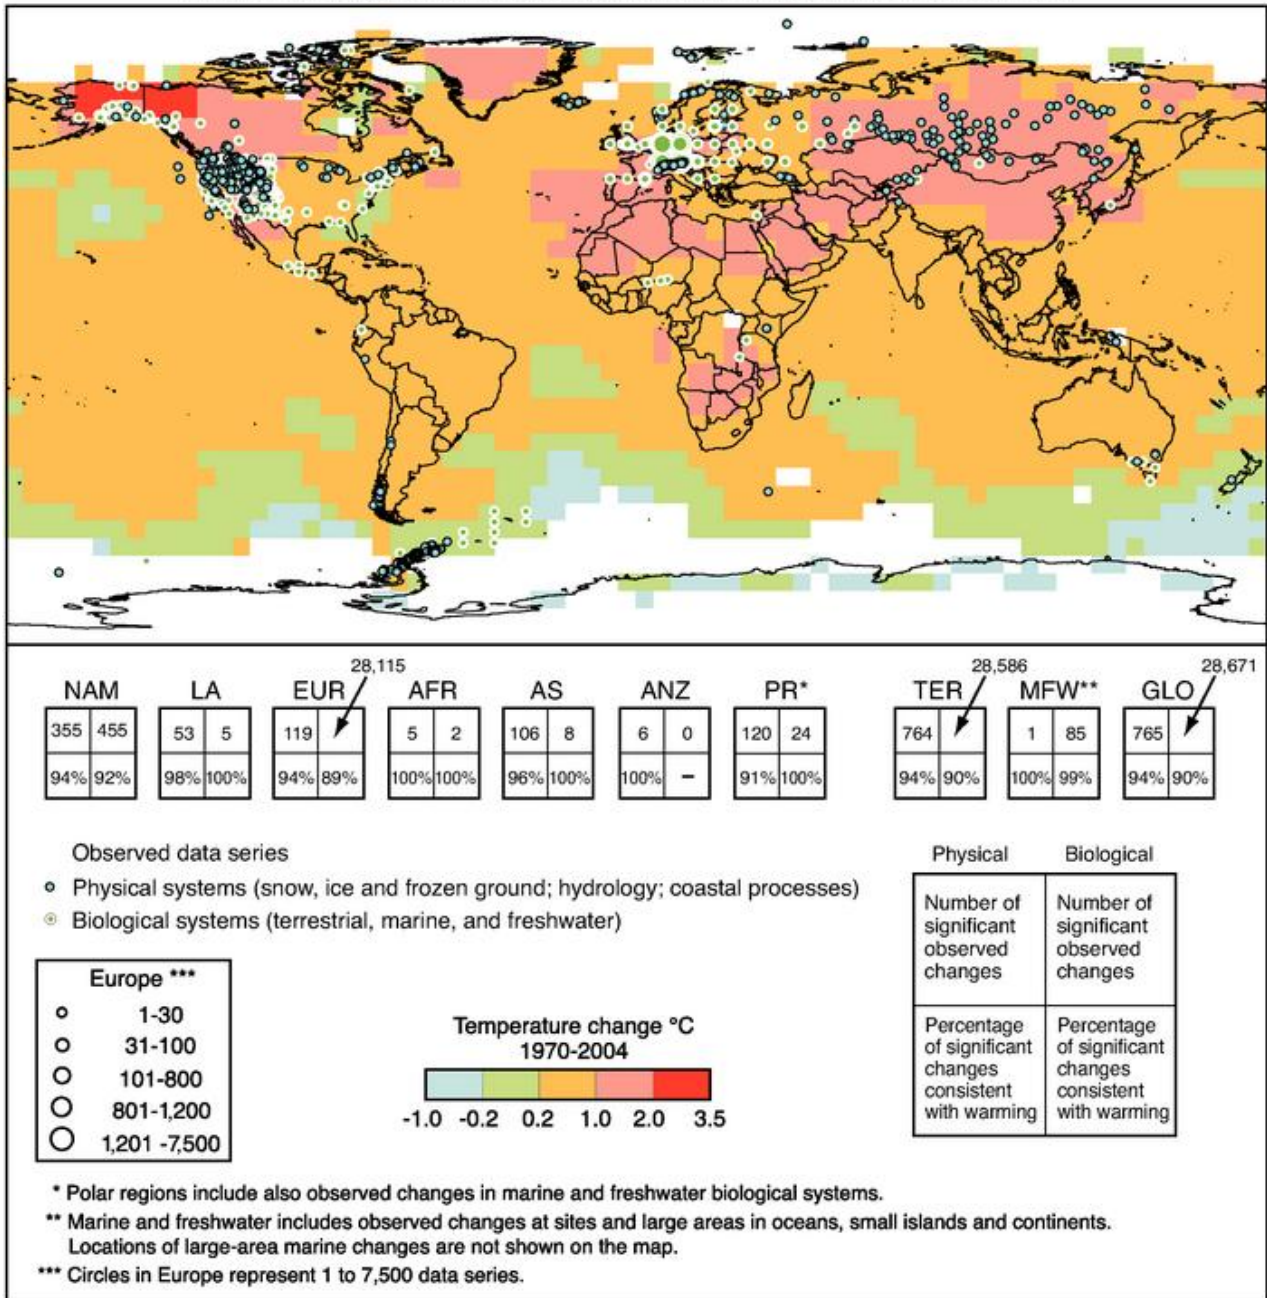 28,115
28,586
28,671
NAM LA EUR AFR AS ANZ PR* TER MFW** GLO
355 455 53 5 119 5 2 106 8 6 0 120 24 764 1 85 765
94% 92% 98% 100% 94% 89% 100% 100% 96% 100% 100% – 91% 100% 94% 90% 100% 99% 94% 90%
Observed data series
Physical systems (snow, ice and frozen ground; hydrology; coastal processes)
Biological systems (terrestrial, marine, and freshwater)
Europe ***
1-30
31-100
101-800
801-1,200
1,201 -7,500
Temperature change °C
1970-2004
-1.0 -0.2 0.2 1.0 2.0 3.5
Physical Biological
Number of
significant
observed
changes
Number of
significant
observed
changes
Percentage
of significant
changes
consistent
with warming
Percentage
of significant
changes
consistent
with warming
* Polar regions include also observed changes in marine and freshwater biological systems.
** Marine and freshwater includes observed changes at sites and large areas in oceans, small islands and continents.
Locations of large-area marine changes are not shown on the map.
*** Circles in Europe represent 1 to 7,500 data series.